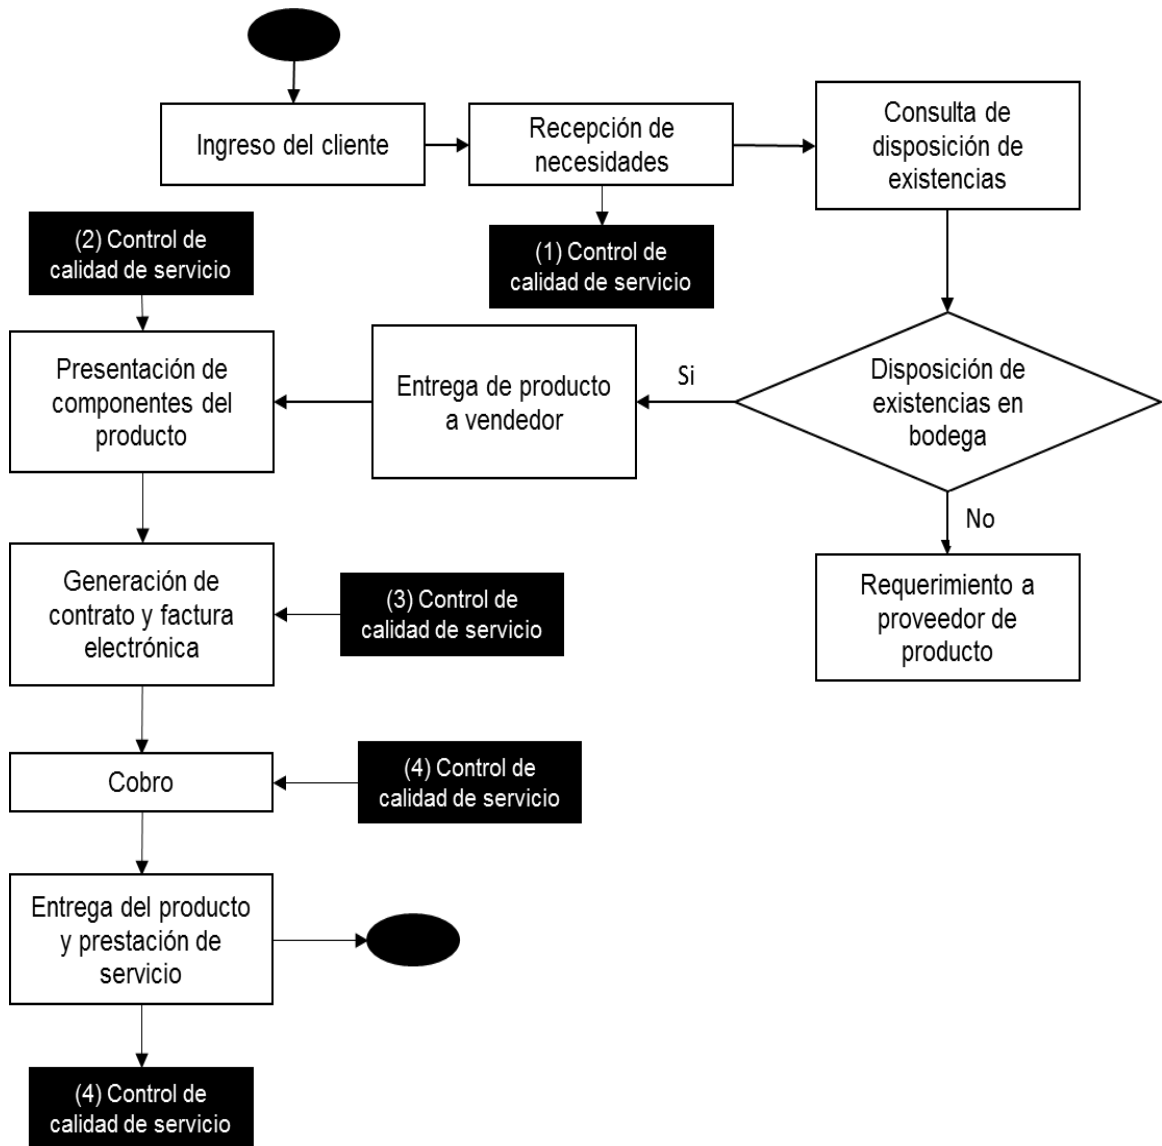 Ingreso del cliente
Recepción de
necesidades
Consulta de
disposición de
existencias
(2) Control de
calidad de servicio
(1) Control de
calidad de servicio
Presentación de
componentes del
producto
Entrega de producto
a vendedor
Si
Disposición de
existencias en
bodega
No
Generación de
contrato y factura
electrónica
(3) Control de
calidad de servicio
Requerimiento a
proveedor de
producto
Cobro
(4) Control de
calidad de servicio
Entrega del producto
y prestación de
servicio
(4) Control de
calidad de servicio